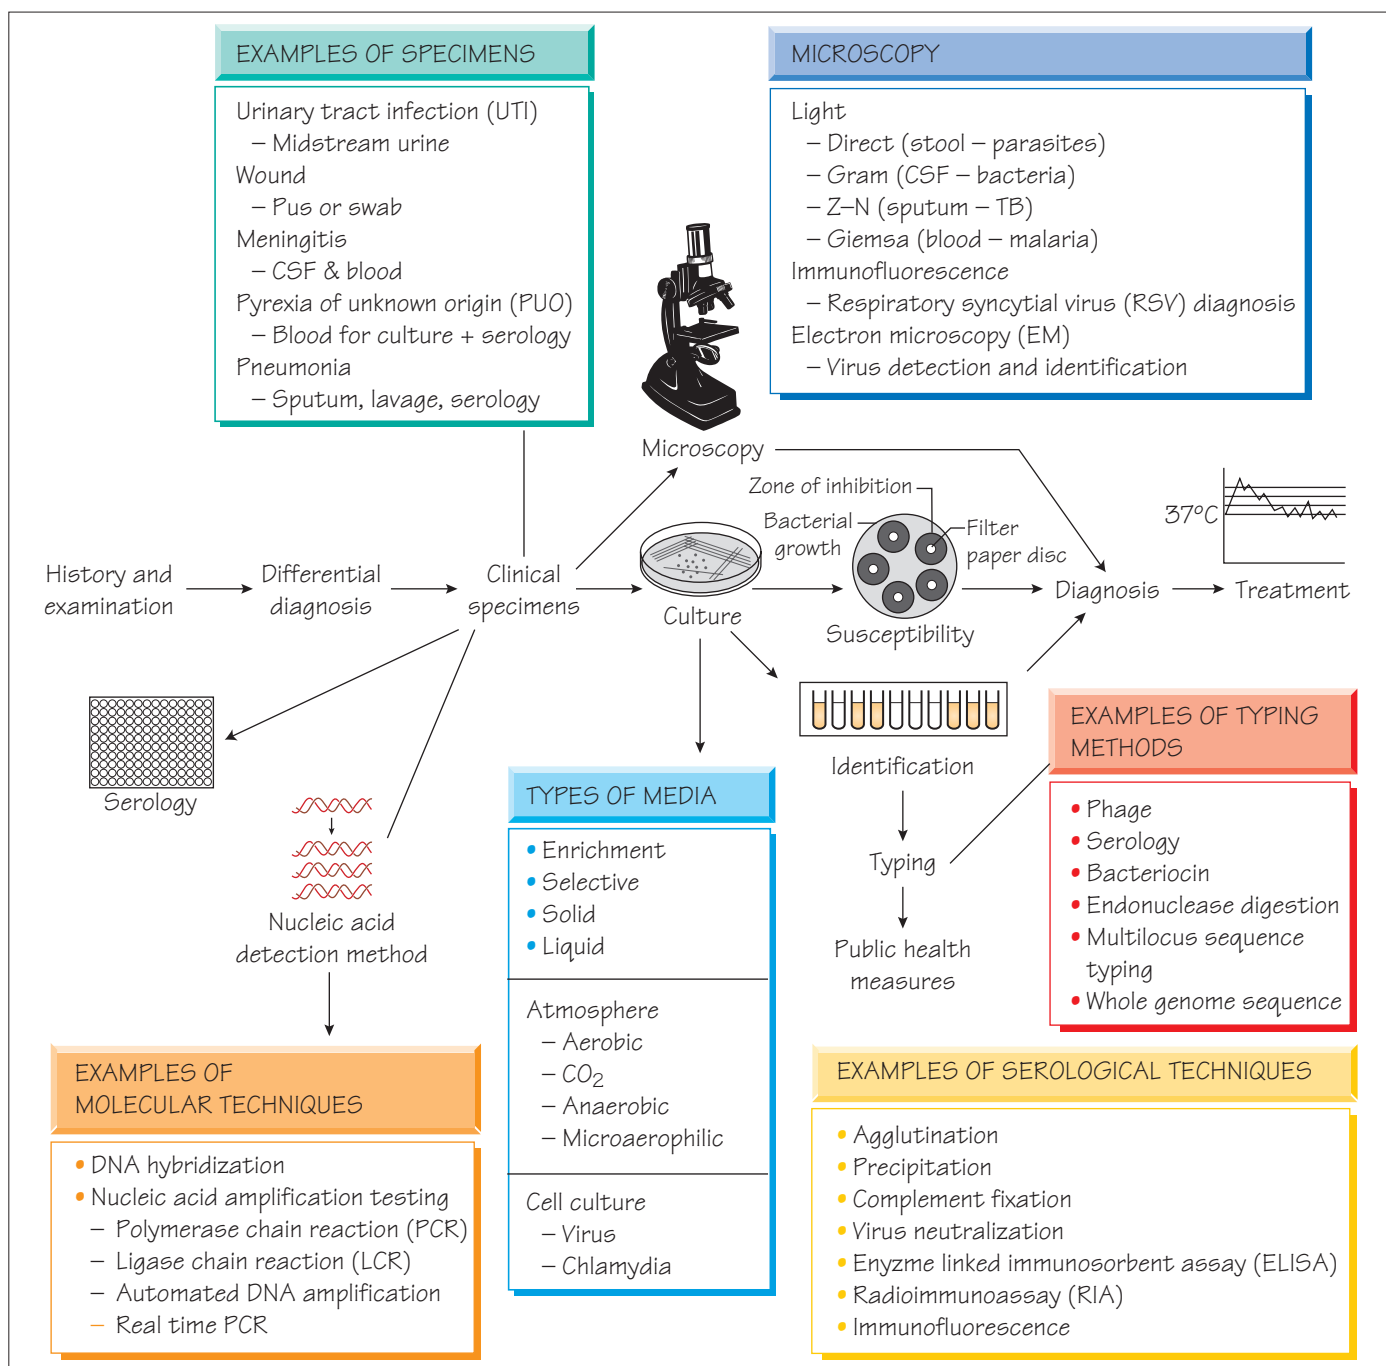 EXAMPLES OF SPECIMENS
Urinary tract infection (UTI)
– Midstream urine
Wound
– Pus or swab
Meningitis
– CSF & blood
Pyrexia of unknown origin (PUO)
– Blood for culture + serology
Pneumonia
– Sputum, lavage, serology
MICROSCOPY
Light
– Direct (stool – parasites)
– Gram (CSF – bacteria)
– Z–N (sputum – TB)
– Giemsa (blood – malaria)
Immunofluorescence
– Respiratory syncytial virus (RSV) diagnosis
Electron microscopy (EM)
– Virus detection and identification
Microscopy
Zone of inhibition
Bacterial
growth
Filter
paper disc
37°C
History and
examination
Differential
diagnosis
Clinical
specimens
Culture
Susceptibility
Diagnosis
Treatment
Serology
Nucleic acid
detection method
Identification
Typing
Public health
measures
TYPES OF MEDIA
• Enrichment
• Selective
• Solid
• Liquid
Atmosphere
– Aerobic
– CO₂
– Anaerobic
– Microaerophilic
Cell culture
– Virus
– Chlamydia
EXAMPLES OF TYPING
METHODS
• Phage
• Serology
• Bacteriocin
• Endonuclease digestion
• Multilocus sequence
typing
• Whole genome sequence
EXAMPLES OF
MOLECULAR TECHNIQUES
• DNA hybridization
• Nucleic acid amplification testing
– Polymerase chain reaction (PCR)
– Ligase chain reaction (LCR)
– Automated DNA amplification
– Real time PCR
EXAMPLES OF SEROLOGICAL TECHNIQUES
• Agglutination
• Precipitation
• Complement fixation
• Virus neutralization
• Enyzme linked immunosorbent assay (ELISA)
• Radioimmunoassay (RIA)
• Immunofluorescence